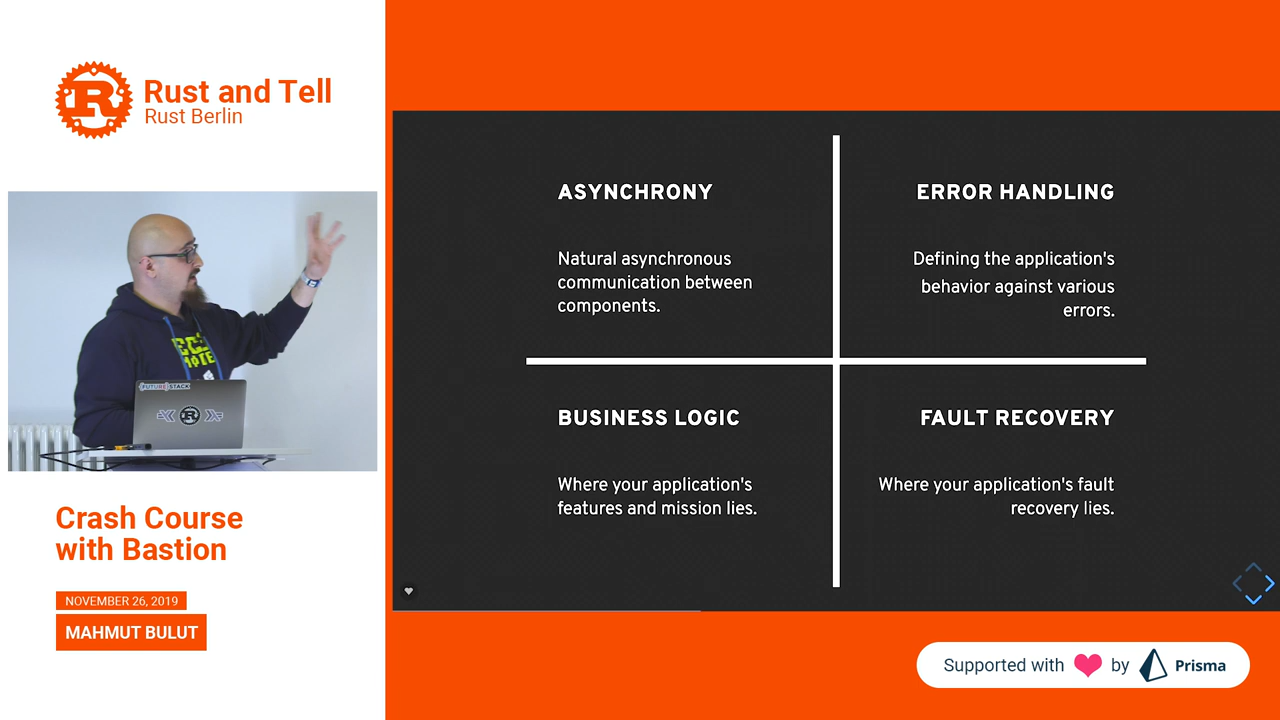 Rust and Tell
Rust Berlin
{FUTURE}STACK
R
Crash Course
with Bastion
NOVEMBER 26, 2019
MAHMUT BULUT
ASYNCHRONY
Natural asynchronous
communication between
components.
ERROR HANDLING
Defining the application's
behavior against various
errors.
BUSINESS LOGIC
Where your application's
features and mission lies.
FAULT RECOVERY
Where your application's fault
recovery lies.
Supported with ❤ by Prisma